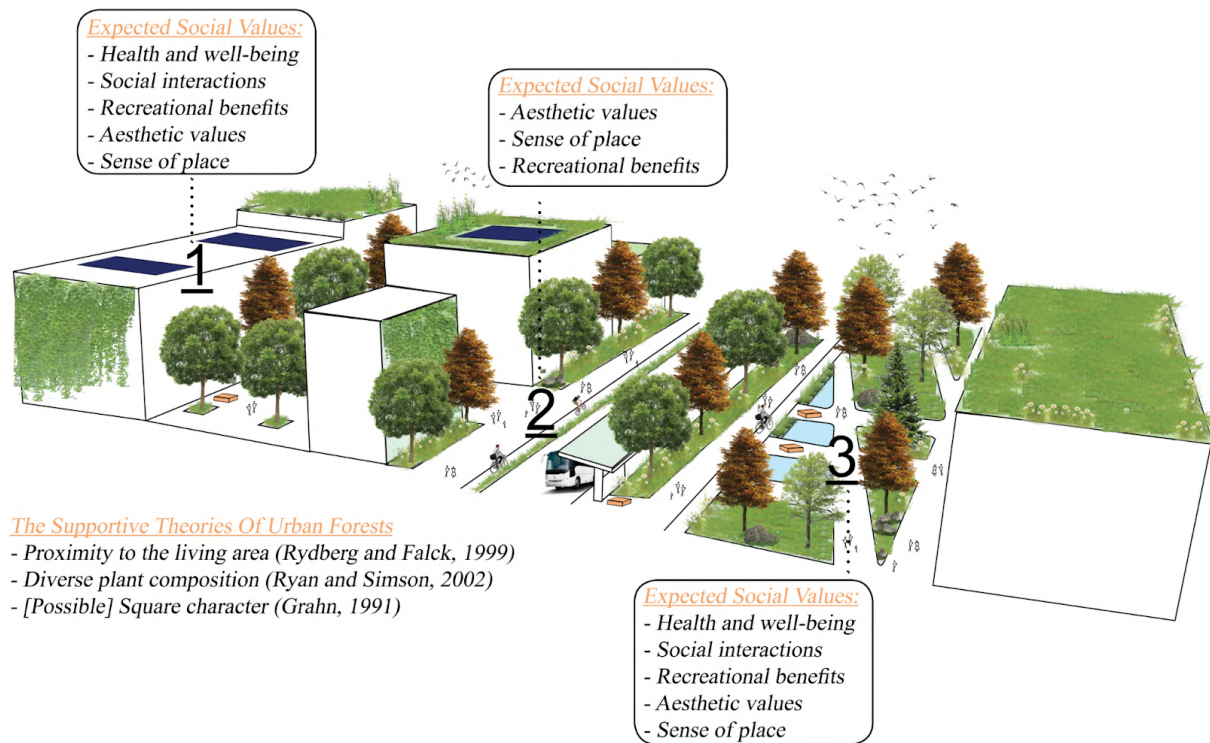 Expected Social Values:
- Health and well-being
- Social interactions
- Recreational benefits
- Aesthetic values
- Sense of place
Expected Social Values:
- Aesthetic values
- Sense of place
- Recreational benefits
1
2
3
The Supportive Theories Of Urban Forests
- Proximity to the living area (Rydberg and Falck, 1999)
- Diverse plant composition (Ryan and Simson, 2002)
- [Possible] Square character (Grahn, 1991)
Expected Social Values:
- Health and well-being
- Social interactions
- Recreational benefits
- Aesthetic values
- Sense of place